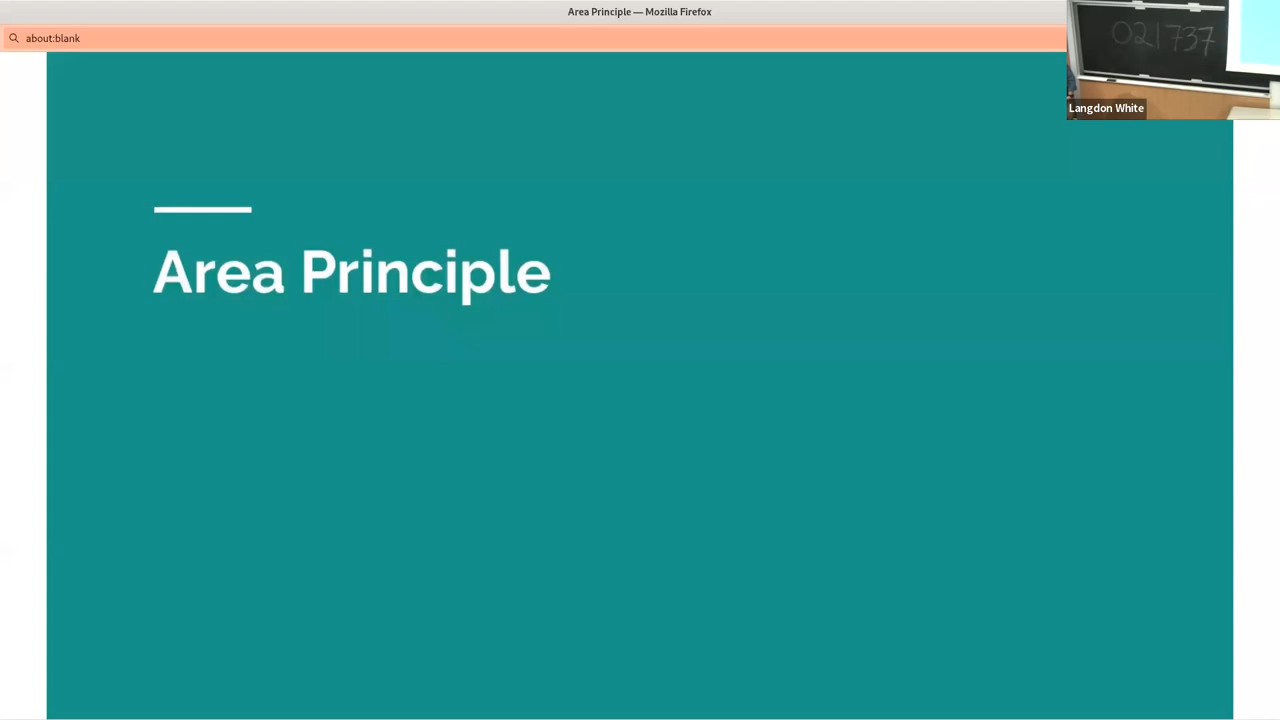 Area Principle — Mozilla Firefox
about:blank
021737
Langdon White
Area Principle